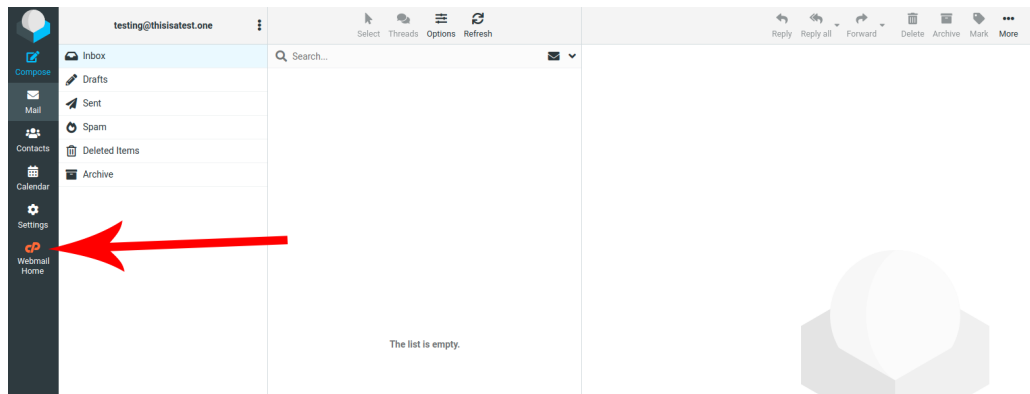 testing@thisisatest.one
Select Threads Options Refresh
Reply Reply all Forward Delete Archive Mark More
Compose
Mail
Contacts
Calendar
Settings
cP
Webmail
Home
Inbox
Drafts
Sent
Spam
Deleted Items
Archive
Search...
The list is empty.